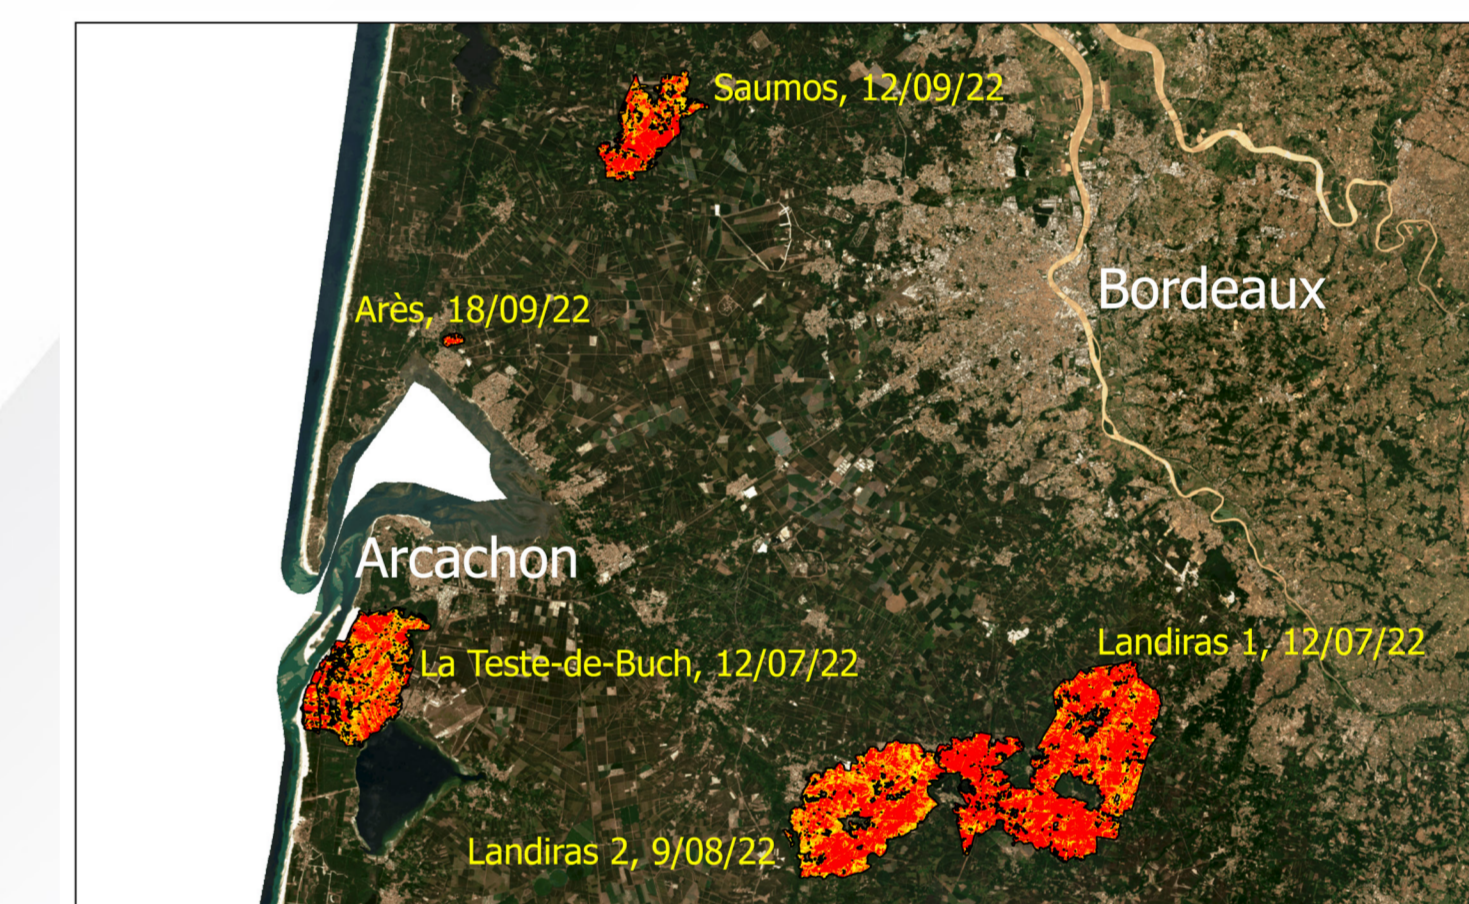 Saumos, 12/09/22
Bordeaux
Arès, 18/09/22
Arcachon
Landiras 1, 12/07/22
La Teste-de-Buch, 12/07/22
Landiras 2, 9/08/22